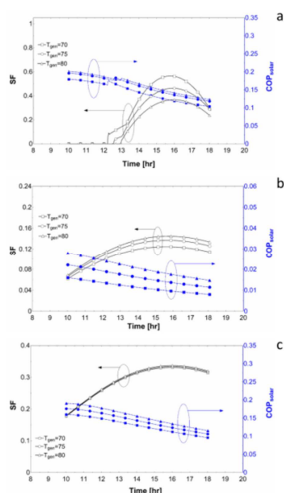 a
1
0.8
0.6
0.4
0.2
0
SF
0.35
0.3
0.25
0.2
0.15
0.1
0.05
0
COPsolar
Tgen=70
Tgen=75
Tgen=80
8 9 10 11 12 13 14 15 16 17 18 19 20
Time [hr]
b
0.24
0.2
0.16
0.12
0.08
0.04
0
SF
0.06
0.05
0.04
0.03
0.02
0.01
0
COPsolar
Tgen=70
Tgen=75
Tgen=80
8 9 10 11 12 13 14 15 16 17 18 19 20
Time [hr]
c
0.4
0.3
0.2
0.1
0
SF
0.35
0.3
0.25
0.2
0.15
0.1
0.05
0
COPsolar
Tgen=70
Tgen=75
Tgen=80
8 9 10 11 12 13 14 15 16 17 18 19 20
Time [hr]